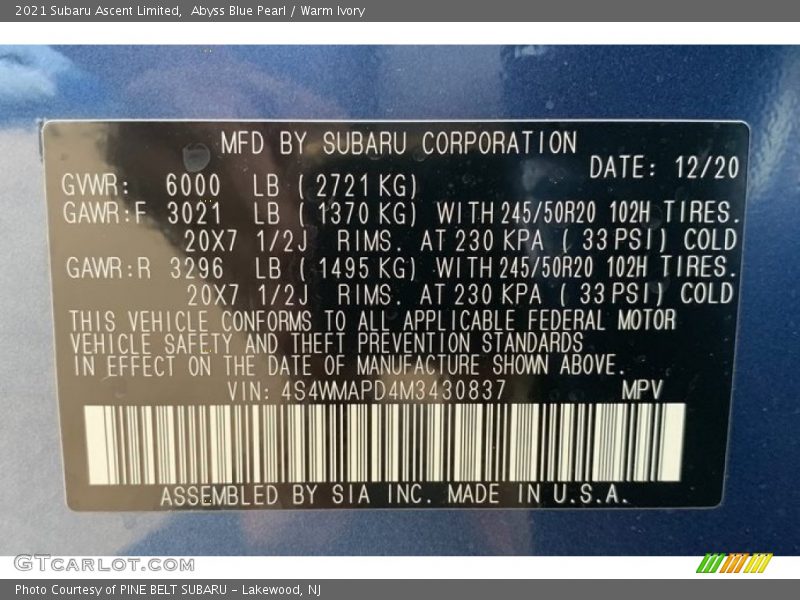 2021 Subaru Ascent Limited,  Abyss Blue Pearl / Warm Ivory
MFD BY SUBARU CORPORATION
DATE: 12/20
GVWR: 6000 LB ( 2721 KG)
GAWR:F 3021 LB ( 1370 KG) WITH 245/50R20 102H TIRES.
20X7 1/2J RIMS. AT 230 KPA ( 33 PSI) COLD
GAWR:R 3296 LB ( 1495 KG) WITH 245/50R20 102H TIRES.
20X7 1/2J RIMS. AT 230 KPA ( 33 PSI) COLD
THIS VEHICLE CONFORMS TO ALL APPLICABLE FEDERAL MOTOR
VEHICLE SAFETY AND THEFT PREVENTION STANDARDS
IN EFFECT ON THE DATE OF MANUFACTURE SHOWN ABOVE.
VIN: 4S4WMAPD4M3430837 MPV
ASSEMBLED BY SIA INC. MADE IN U.S.A.
GTCARLOT.COM
Photo Courtesy of PINE BELT SUBARU - Lakewood, NJ